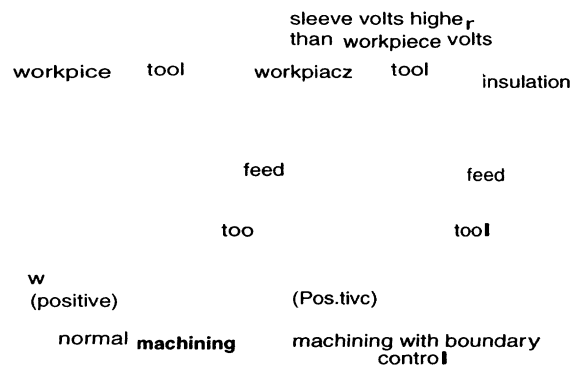 sleeve volts higher
than workpiece volts
workpice tool workpiacz tool
insulation
feed feed
too tool
w
(positive) (Pos.tivc)
normal machining machining with boundary
control